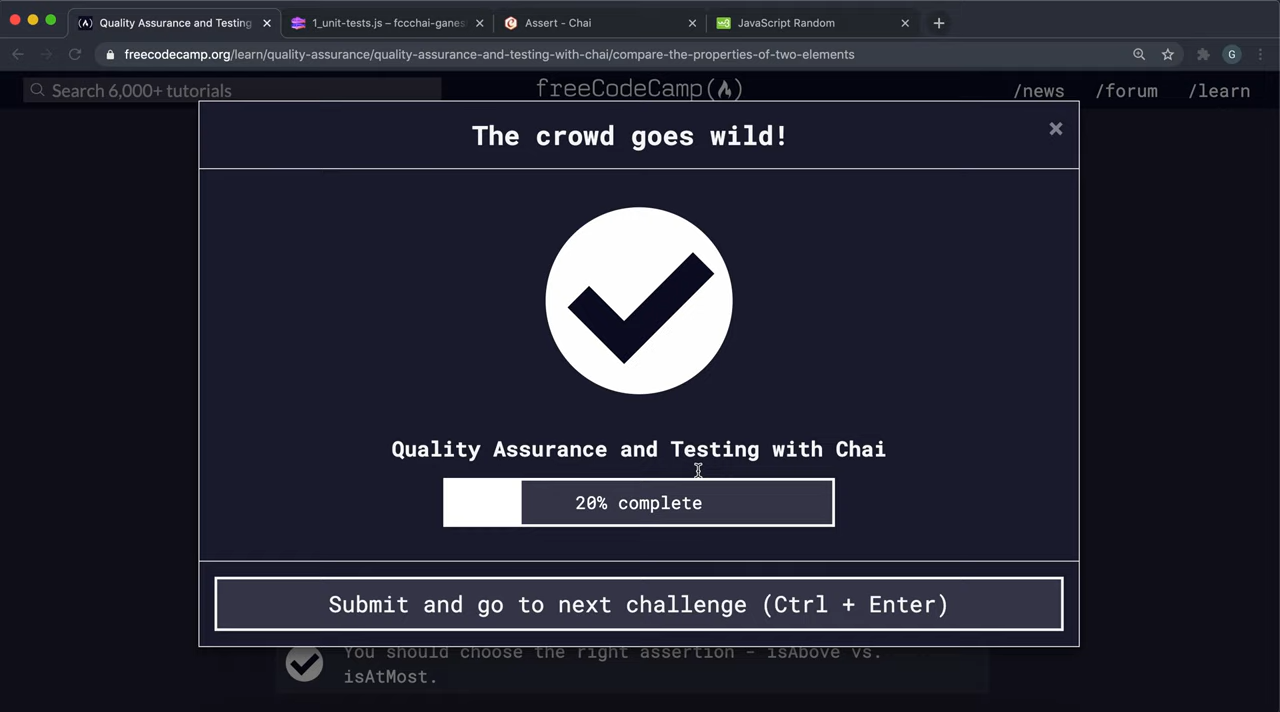 Quality Assurance and Testing
1_unit-tests.js – fccchai-ganes
Assert - Chai
JavaScript Random
freecodecamp.org/learn/quality-assurance/quality-assurance-and-testing-with-chai/compare-the-properties-of-two-elements
G
Search 6,000+ tutorials
freeCodeCamp
/news
/forum
/learn
The crowd goes wild!
Quality Assurance and Testing with Chai
20% complete
Submit and go to next challenge (Ctrl + Enter)
You should choose the right assertion - isAbove vs.
isAtMost.